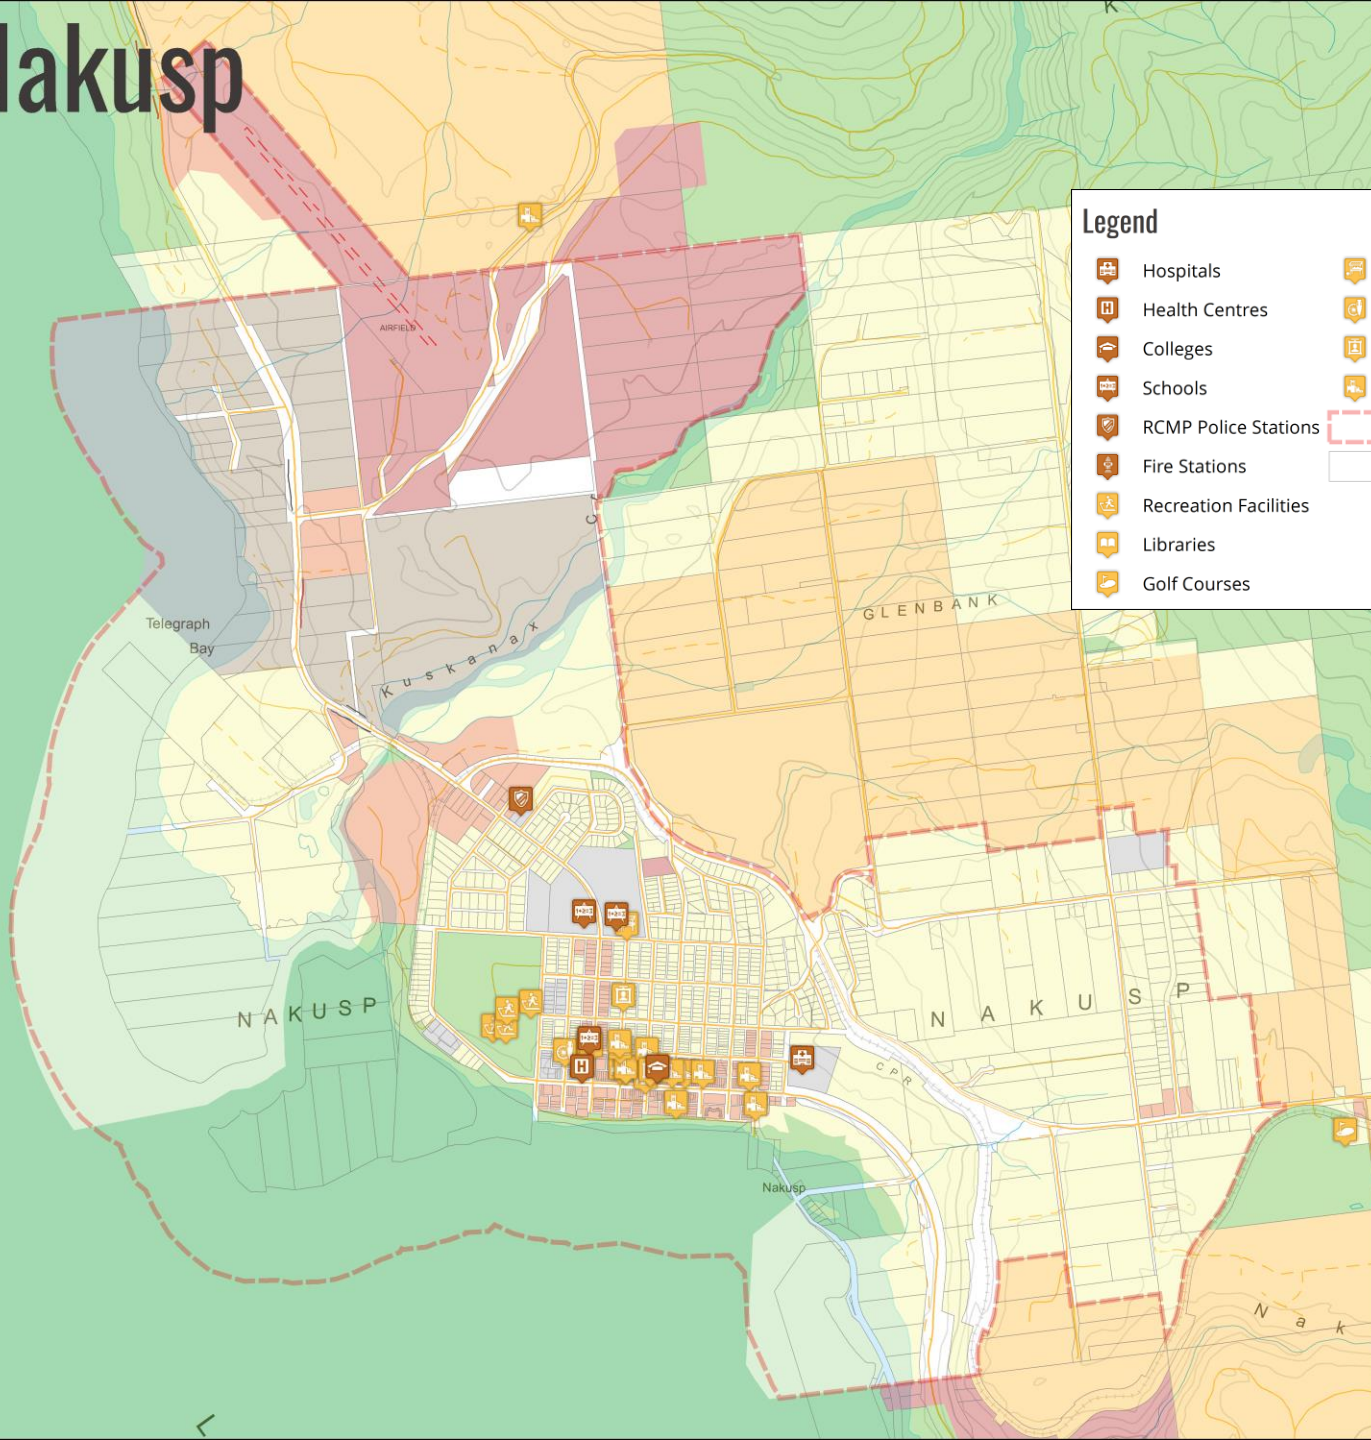 lakusp
K
Legend
Hospitals
Health Centres
Colleges
Schools
RCMP Police Stations
Fire Stations
Recreation Facilities
Libraries
Golf Courses
AIRFIELD
C r
GLENBANK
Telegraph
Bay
Kuskanax
NAKUSP
NAKUSP
CPR
Nakusp
Nak
L